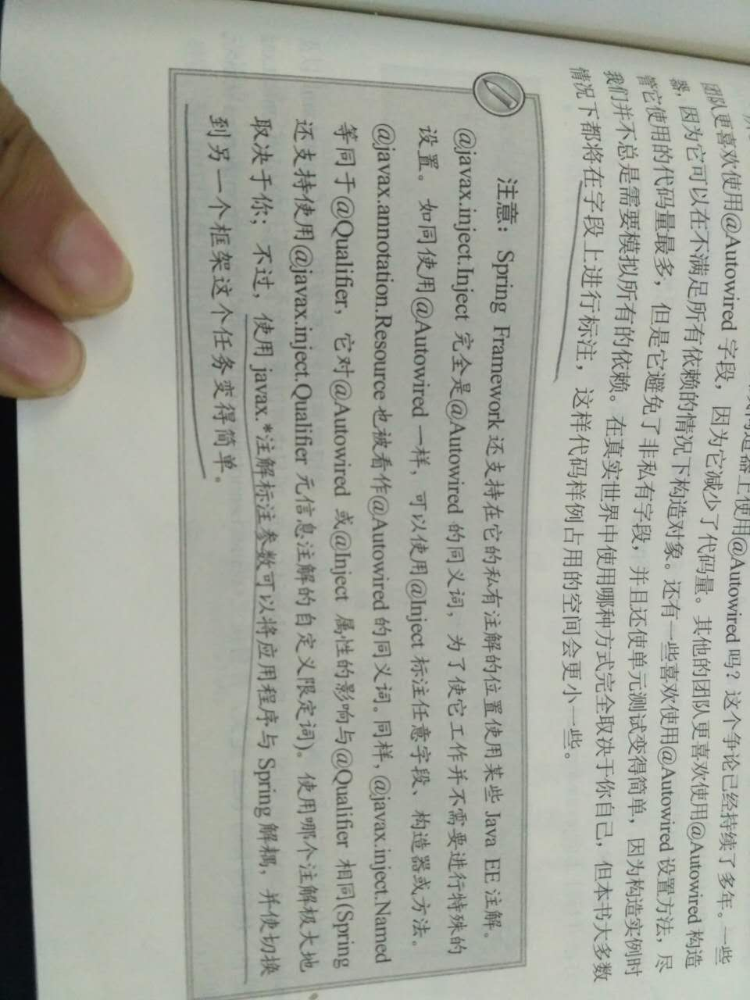 构造器上使用@Autowired 吗？这个争论已经持续了多年。一些
团队更喜欢使用@Autowired 字段，因为它减少了代码量。其他的团队更喜欢使用@Autowired 构造
器，因为它可以在不满足所有依赖的情况下构造对象。还有一些喜欢使用@Autowired 设置方法，尽
管它使用的代码量最多，但是它避免了非私有字段，并且还使单元测试变得简单，因为构造实例时
我们并不总是需要模拟所有的依赖。在真实世界中使用哪种方式完全取决于你自己，但本书大多数
情况下都将在字段上进行标注，这样代码样例占用的空间会更小一些。
注意：Spring Framework 还支持在它的私有注解的位置使用某些 Java EE 注解。
@javax.inject.Inject 完全是@Autowired 的同义词，为了使它工作并不需要进行特殊的
设置。如同使用@Autowired 一样，可以使用@Inject 标注任意字段、构造器或方法。
@javax.annotation.Resource 也被看作@Autowired 的同义词。同样，@javax.inject.Named
等同于@Qualifier，它对@Autowired 或@Inject 属性的影响与@Qualifier 相同(Spring
还支持使用@javax.inject.Qualifier 元信息注解的自定义限定词)。使用哪个注解极大地
取决于你；不过，使用 javax.*注解标注参数可以将应用程序与 Spring 解耦，并使切换
到另一个框架这个任务变得简单。